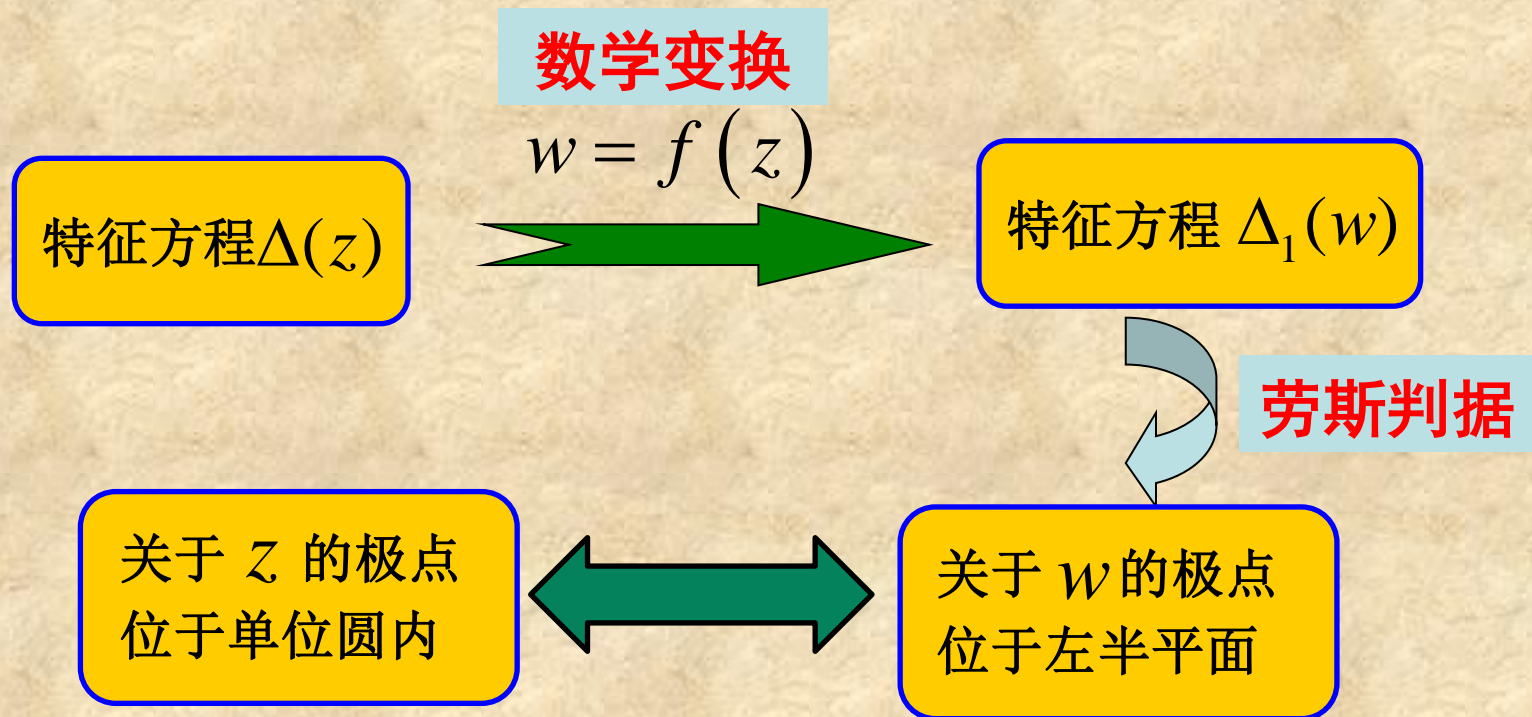 数学变换
w = f(z)
特征方程Δ(z)
特征方程 Δ₁(w)
劳斯判据
关于 z 的极点
位于单位圆内
关于 w 的极点
位于左半平面